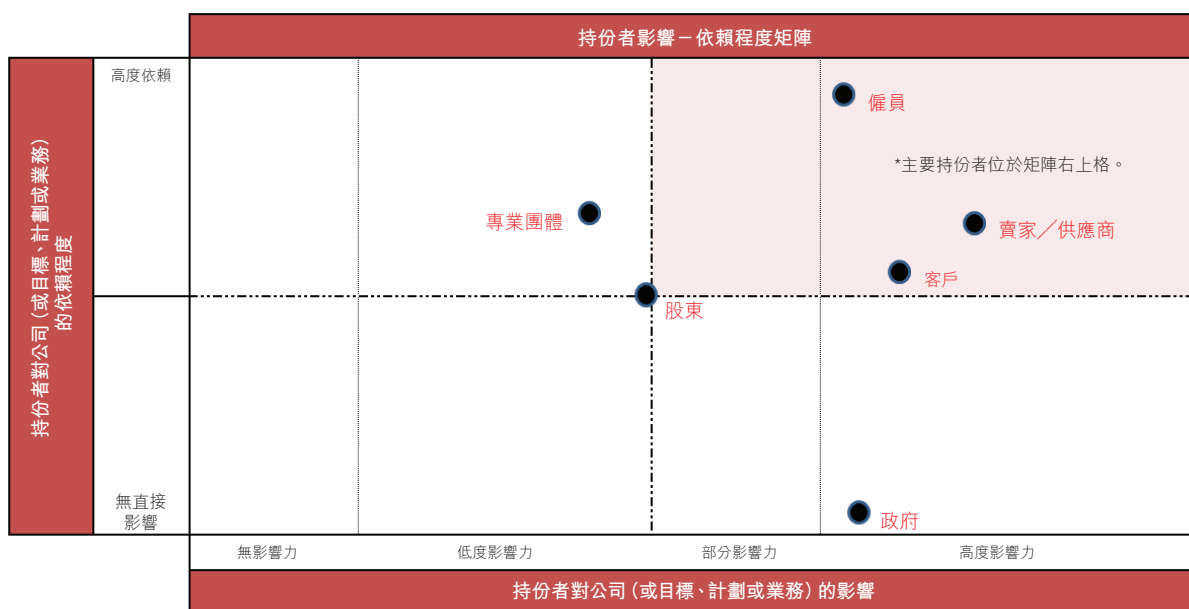 持份者影響－依賴程度矩陣
持份者對公司（或目標、計劃或業務）
的依賴程度
高度依賴
僱員
*主要持份者位於矩陣右上格。
專業團體
賣家／供應商
客戶
股東
無直接
影響
政府
無影響力
低度影響力
部分影響力
高度影響力
持份者對公司（或目標、計劃或業務）的影響